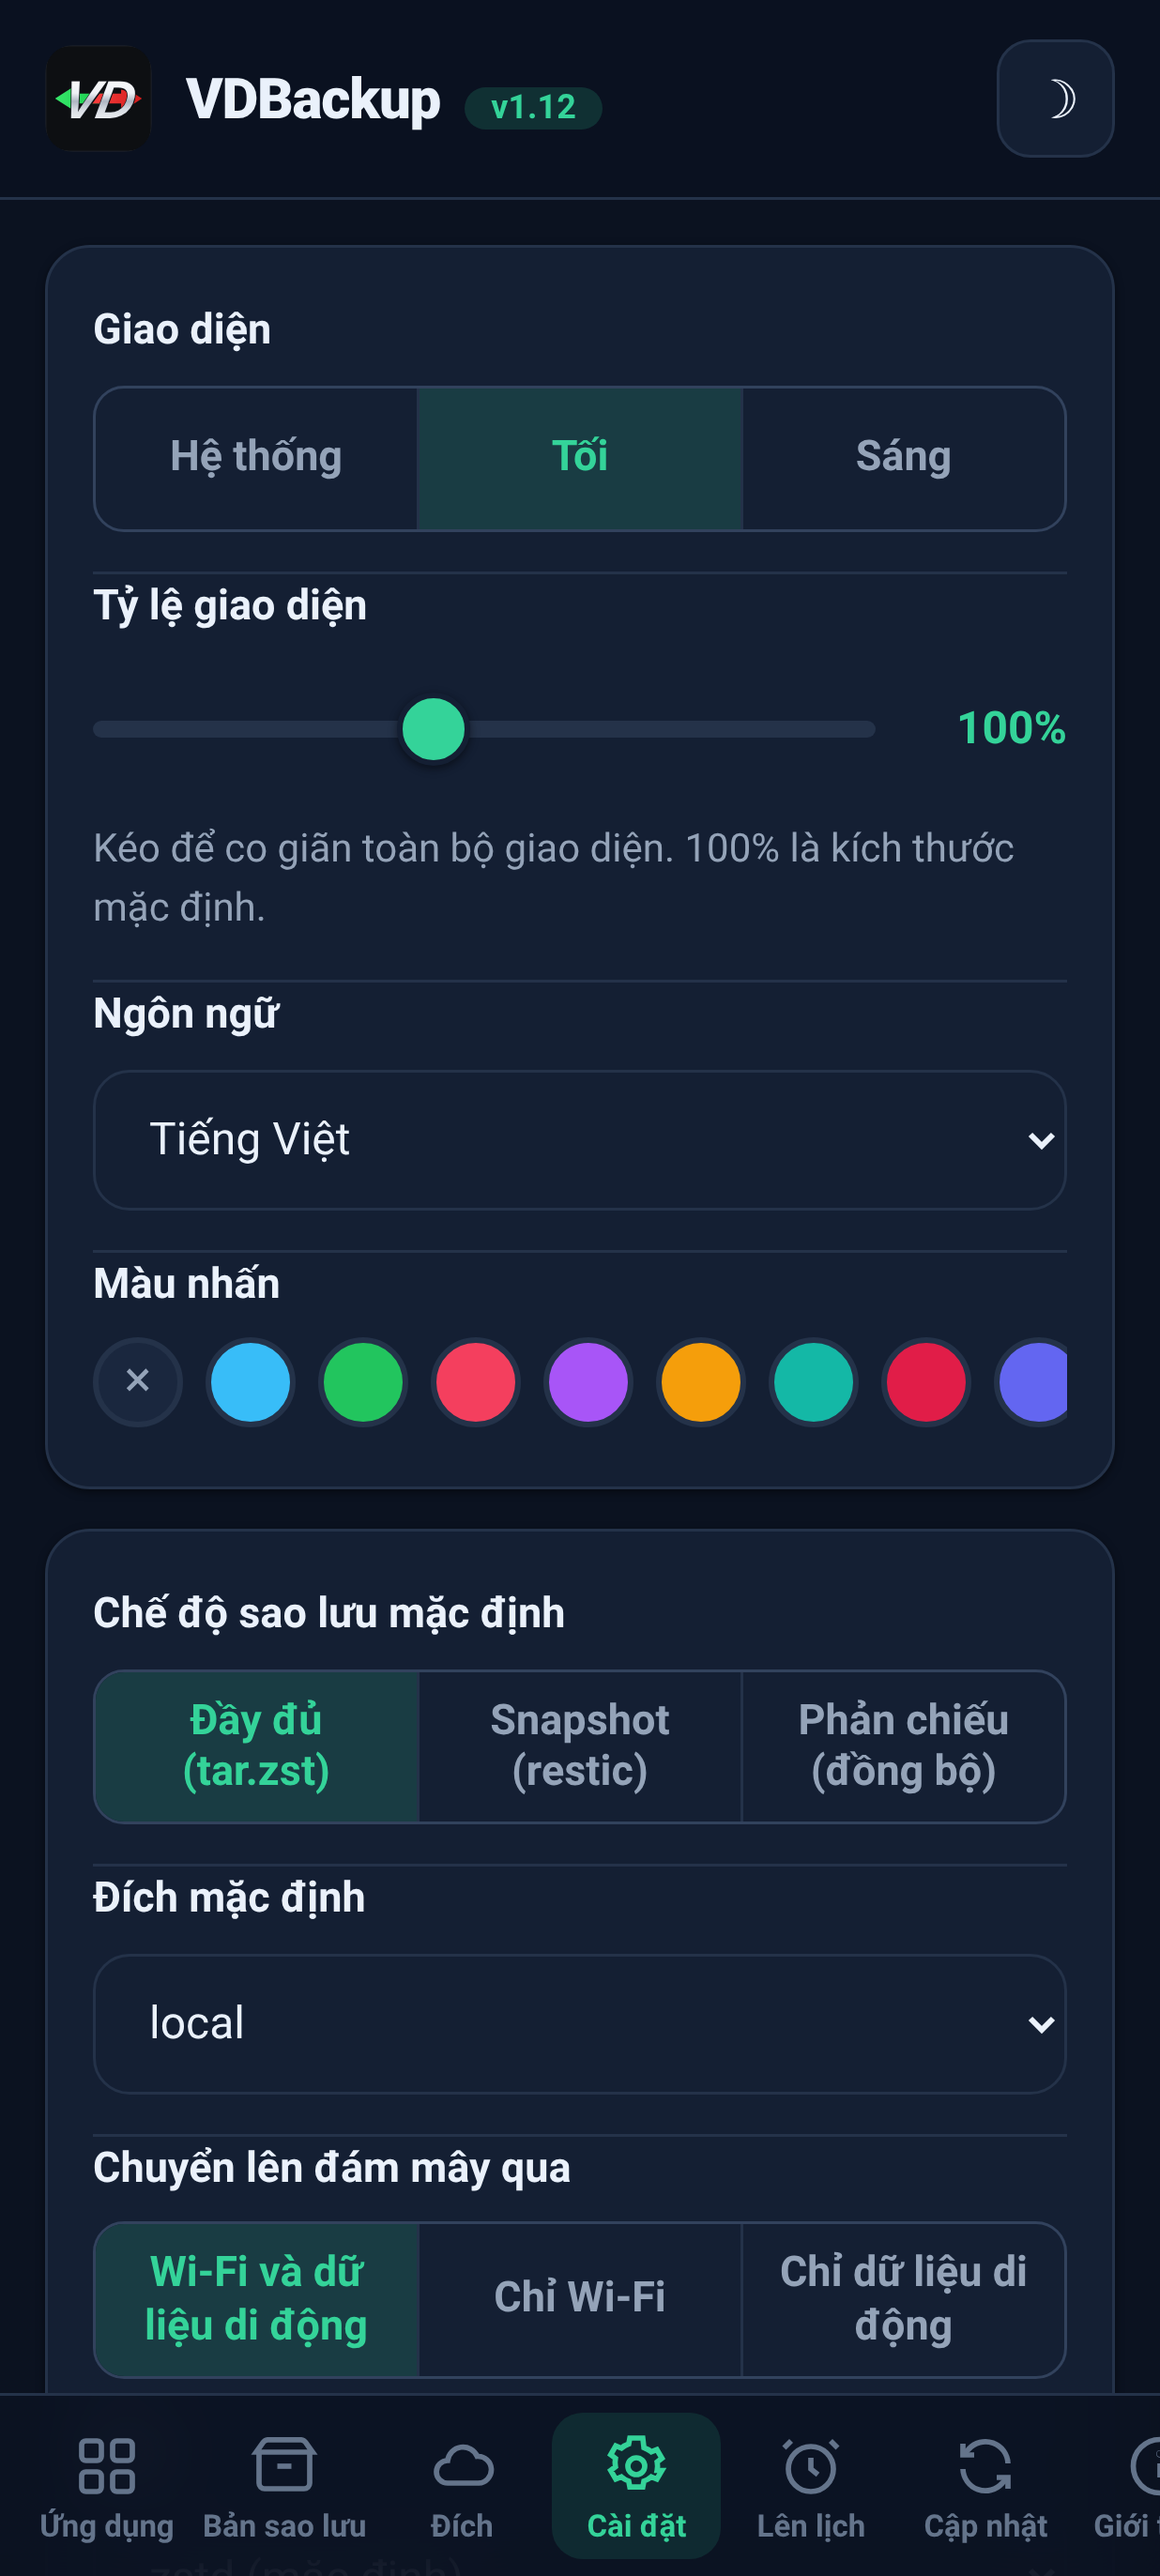 VD
VDBackup v1.12
Giao diện
Hệ thống
Tối
Sáng
Tỷ lệ giao diện
100%
Kéo để co giãn toàn bộ giao diện. 100% là kích thước
mặc định.
Ngôn ngữ
Tiếng Việt
Màu nhấn
Chế độ sao lưu mặc định
Đầy đủ
(tar.zst)
Snapshot
(restic)
Phản chiếu
(đồng bộ)
Đích mặc định
local
Chuyển lên đám mây qua
Wi-Fi và dữ
liệu di động
Chỉ Wi-Fi
Chỉ dữ liệu di
động
Ứng dụng
Bản sao lưu
Đích
Cài đặt
Lên lịch
Cập nhật
Giới
zstd (mặc định)